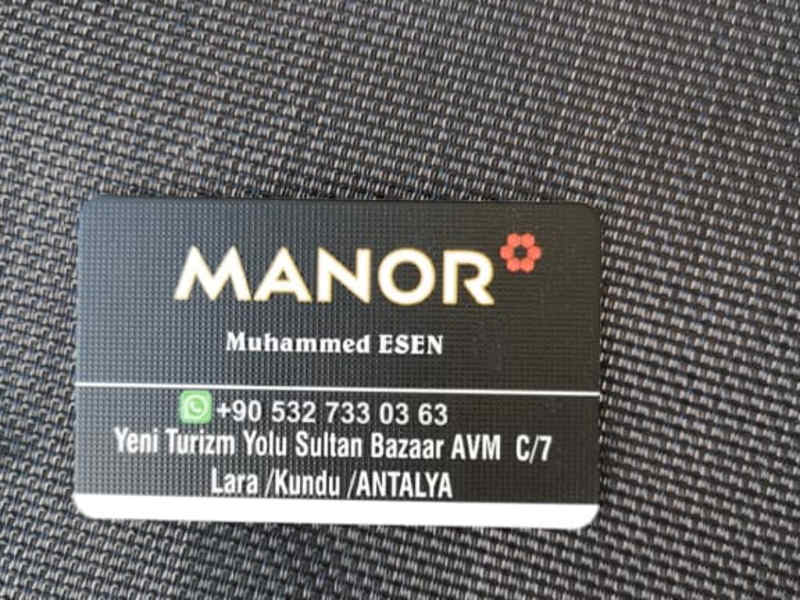 MANOR
Muhammed ESEN
+90 532 733 03 63
Yeni Turizm Yolu Sultan Bazaar AVM C/7
Lara /Kundu /ANTALYA